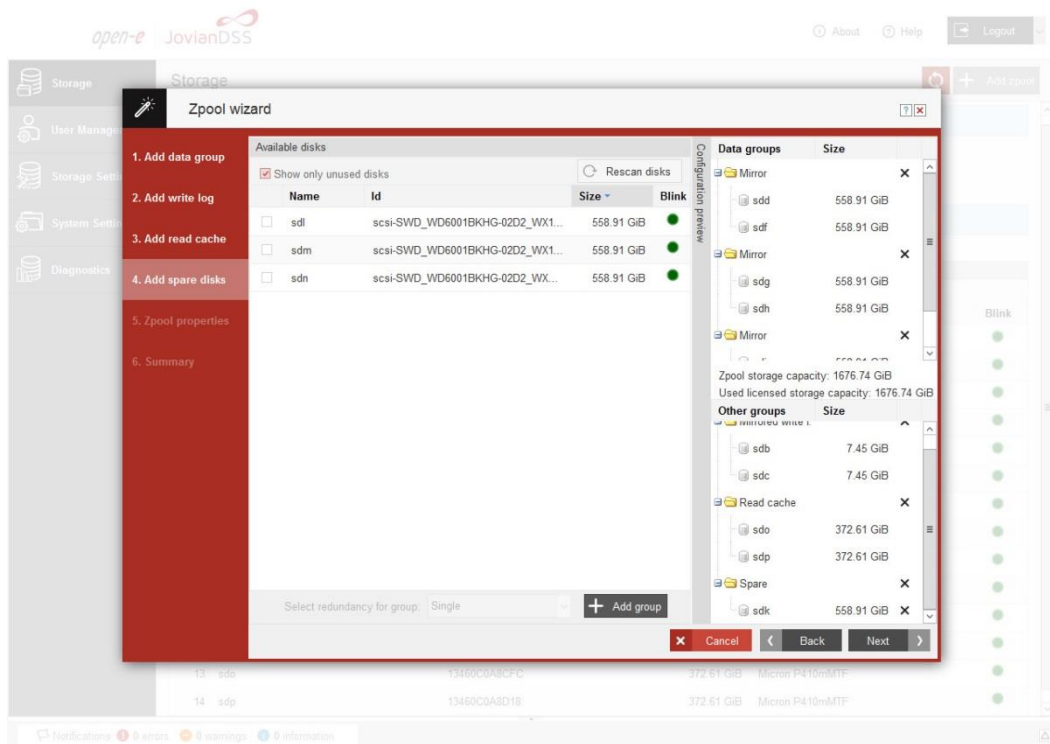 open-e JovianDSS
About Help Logout
Storage
Storage
Add zpool
User Manage
Storage Setti
System Settin
Diagnostics
Blink
Zpool wizard
1. Add data group
2. Add write log
3. Add read cache
4. Add spare disks
5. Zpool properties
6. Summary
Available disks
Show only unused disks
Rescan disks
Name Id Size Blink
sdl scsi-SWD_WD6001BKHG-02D2_WX1... 558.91 GiB
sdm scsi-SWD_WD6001BKHG-02D2_WX1... 558.91 GiB
sdn scsi-SWD_WD6001BKHG-02D2_WX... 558.91 GiB
Select redundancy for group: Single
Add group
Configuration preview
Data groups Size
Mirror
sdd 558.91 GiB
sdf 558.91 GiB
Mirror
sdg 558.91 GiB
sdh 558.91 GiB
Mirror
Zpool storage capacity: 1676.74 GiB
Used licensed storage capacity: 1676.74 GiB
Other groups Size
Mirrored write l.
sdb 7.45 GiB
sdc 7.45 GiB
Read cache
sdo 372.61 GiB
sdp 372.61 GiB
Spare
sdk 558.91 GiB
Cancel Back Next
13 sdo 13460C0A8CFC 372.61 GiB Micron P410mMTF
14 sdp 13460C0A8D18 372.61 GiB Micron P410mMTF
Notifications 0 errors 0 warnings 0 information